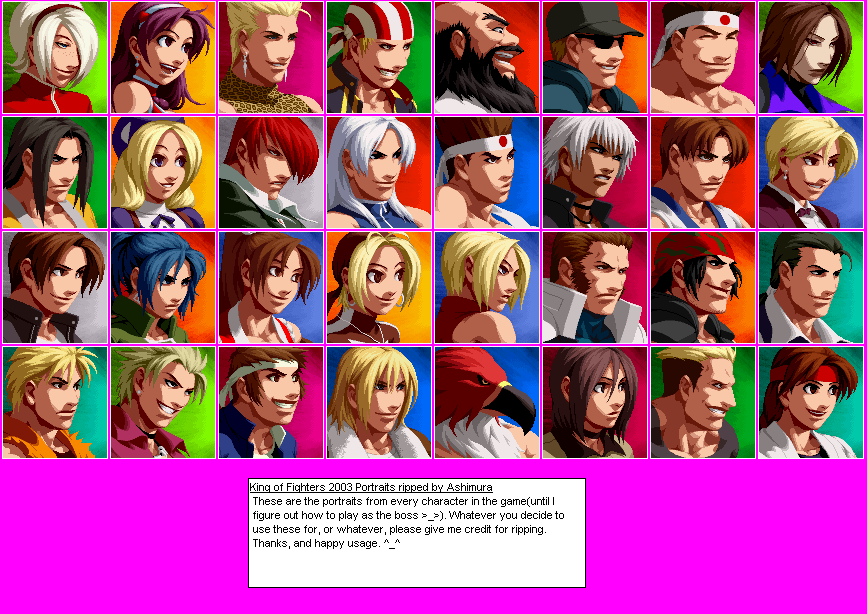 King of Fighters 2003 Portraits ripped by Ashimura
These are the portraits from every character in the game(until I
figure out how to play as the boss >_>). Whatever you decide to
use these for, or whatever, please give me credit for ripping.
Thanks, and happy usage. ^_^